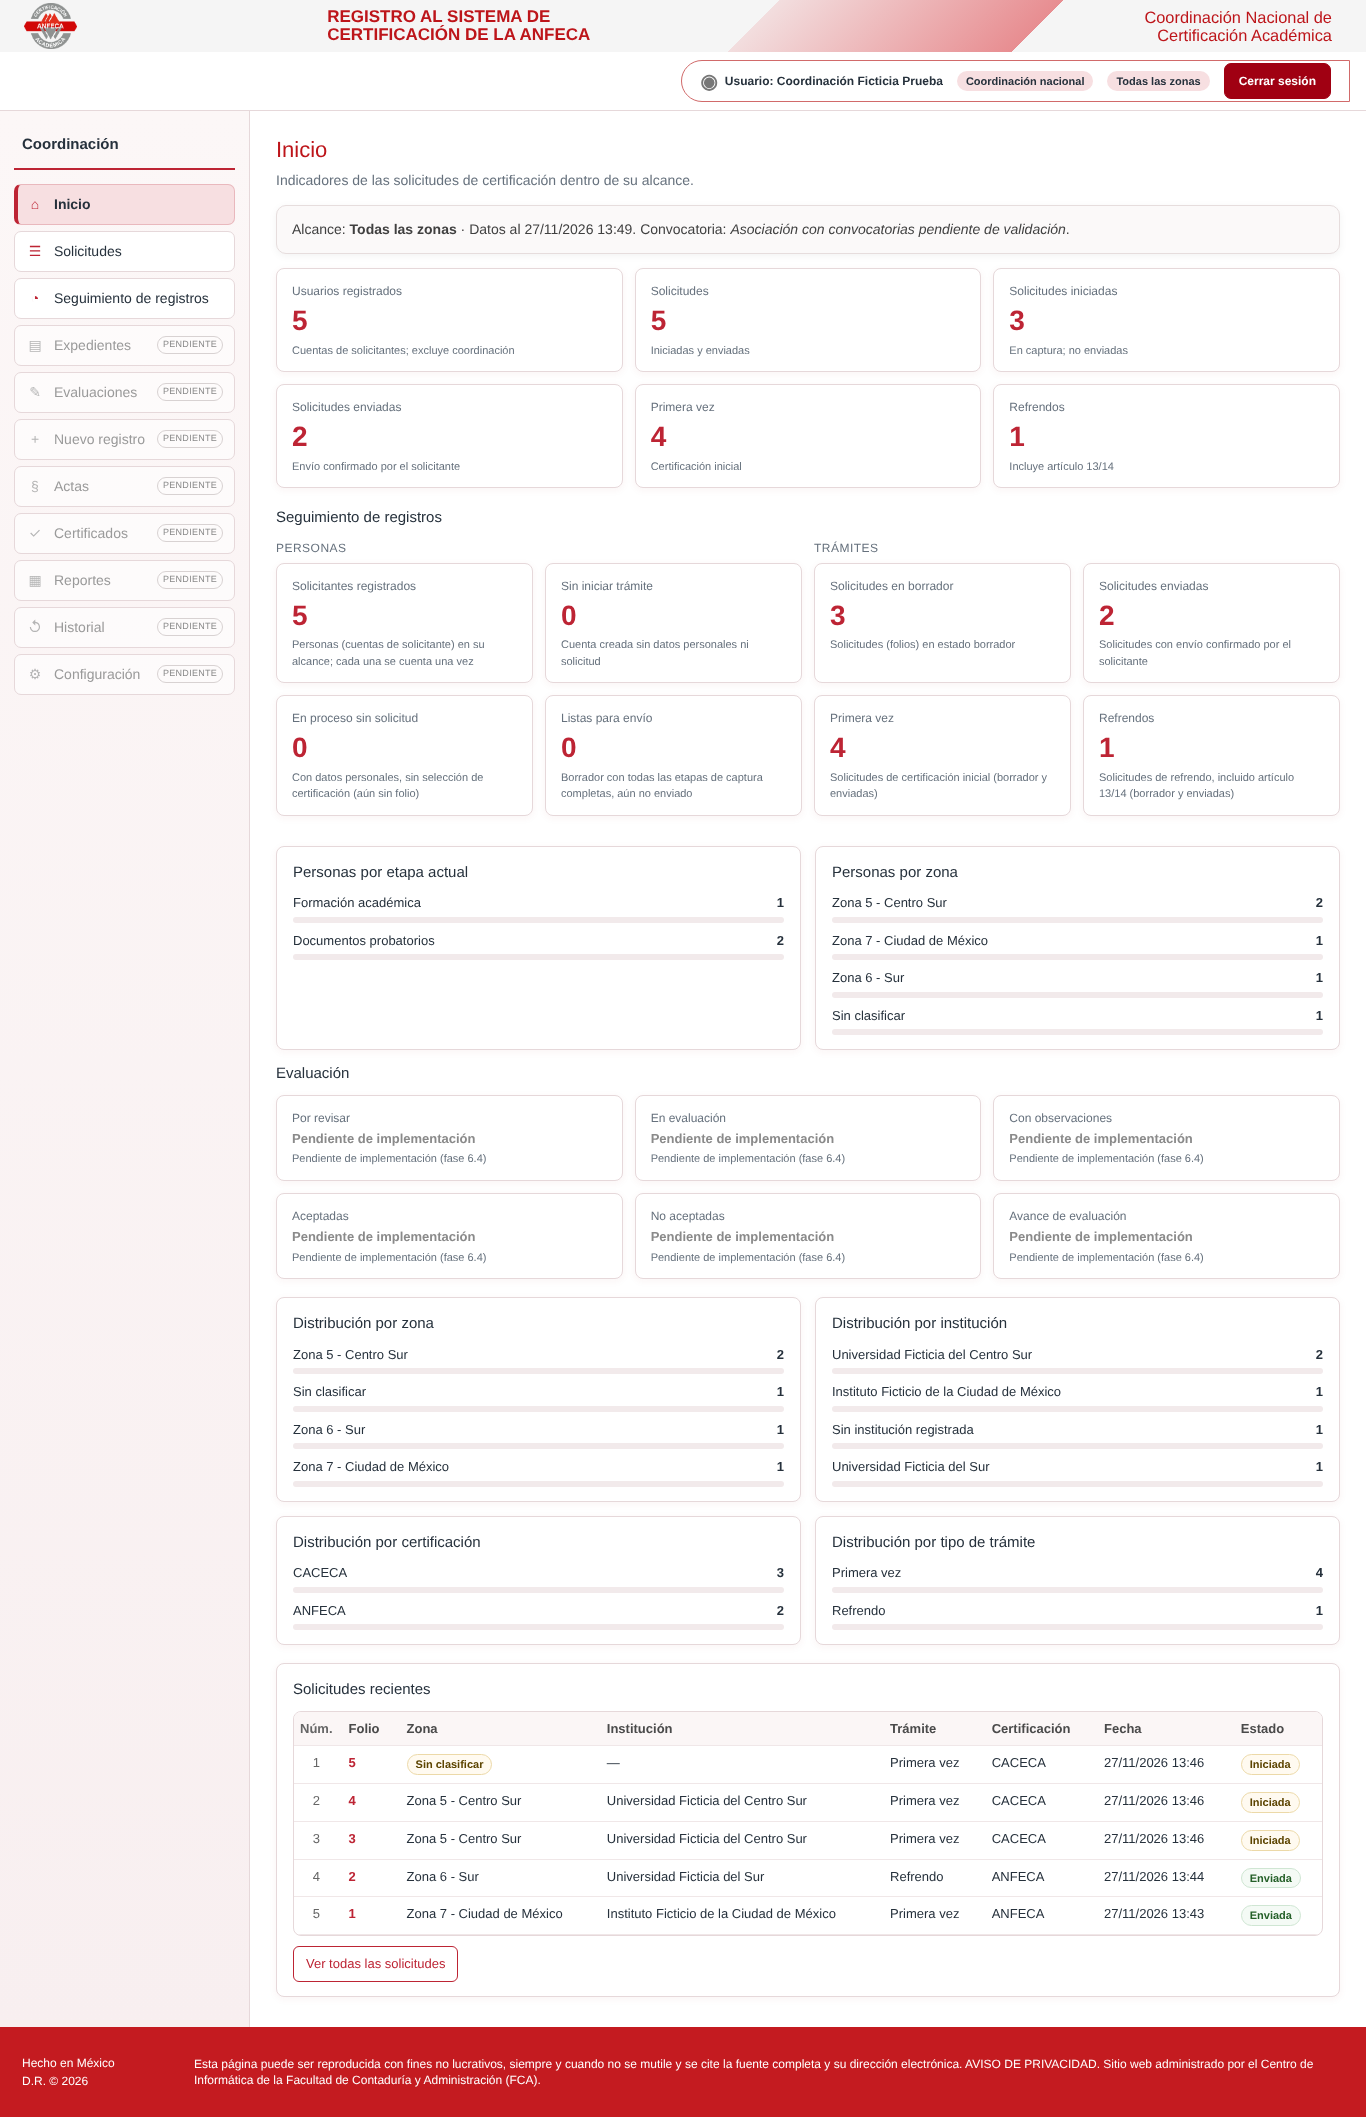 CERTIFICACIÓN
ANFECA
ACADÉMICA
REGISTRO AL SISTEMA DE
CERTIFICACIÓN DE LA ANFECA
Coordinación Nacional de
Certificación Académica
Usuario: Coordinación Ficticia Prueba
Coordinación nacional
Todas las zonas
Cerrar sesión
Coordinación
Inicio
Solicitudes
Seguimiento de registros
Expedientes PENDIENTE
Evaluaciones PENDIENTE
Nuevo registro PENDIENTE
Actas PENDIENTE
Certificados PENDIENTE
Reportes PENDIENTE
Historial PENDIENTE
Configuración PENDIENTE
Inicio
Indicadores de las solicitudes de certificación dentro de su alcance.
Alcance: Todas las zonas · Datos al 27/11/2026 13:49. Convocatoria: Asociación con convocatorias pendiente de validación.
Usuarios registrados
5
Cuentas de solicitantes; excluye coordinación
Solicitudes
5
Iniciadas y enviadas
Solicitudes iniciadas
3
En captura; no enviadas
Solicitudes enviadas
2
Envío confirmado por el solicitante
Primera vez
4
Certificación inicial
Refrendos
1
Incluye artículo 13/14
Seguimiento de registros
PERSONAS
Solicitantes registrados
5
Personas (cuentas de solicitante) en su
alcance; cada una se cuenta una vez
Sin iniciar trámite
0
Cuenta creada sin datos personales ni
solicitud
En proceso sin solicitud
0
Con datos personales, sin selección de
certificación (aún sin folio)
Listas para envío
0
Borrador con todas las etapas de captura
completas, aún no enviado
TRÁMITES
Solicitudes en borrador
3
Solicitudes (folios) en estado borrador
Solicitudes enviadas
2
Solicitudes con envío confirmado por el
solicitante
Primera vez
4
Solicitudes de certificación inicial (borrador y
enviadas)
Refrendos
1
Solicitudes de refrendo, incluido artículo
13/14 (borrador y enviadas)
Personas por etapa actual
Formación académica 1
Documentos probatorios 2
Personas por zona
Zona 5 - Centro Sur 2
Zona 7 - Ciudad de México 1
Zona 6 - Sur 1
Sin clasificar 1
Evaluación
Por revisar
Pendiente de implementación
Pendiente de implementación (fase 6.4)
En evaluación
Pendiente de implementación
Pendiente de implementación (fase 6.4)
Con observaciones
Pendiente de implementación
Pendiente de implementación (fase 6.4)
Aceptadas
Pendiente de implementación
Pendiente de implementación (fase 6.4)
No aceptadas
Pendiente de implementación
Pendiente de implementación (fase 6.4)
Avance de evaluación
Pendiente de implementación
Pendiente de implementación (fase 6.4)
Distribución por zona
Zona 5 - Centro Sur 2
Sin clasificar 1
Zona 6 - Sur 1
Zona 7 - Ciudad de México 1
Distribución por institución
Universidad Ficticia del Centro Sur 2
Instituto Ficticio de la Ciudad de México 1
Sin institución registrada 1
Universidad Ficticia del Sur 1
Distribución por certificación
CACECA 3
ANFECA 2
Distribución por tipo de trámite
Primera vez 4
Refrendo 1
Solicitudes recientes
Núm. Folio Zona Institución Trámite Certificación Fecha Estado
1 5 Sin clasificar — Primera vez CACECA 27/11/2026 13:46 Iniciada
2 4 Zona 5 - Centro Sur Universidad Ficticia del Centro Sur Primera vez CACECA 27/11/2026 13:46 Iniciada
3 3 Zona 5 - Centro Sur Universidad Ficticia del Centro Sur Primera vez CACECA 27/11/2026 13:46 Iniciada
4 2 Zona 6 - Sur Universidad Ficticia del Sur Refrendo ANFECA 27/11/2026 13:44 Enviada
5 1 Zona 7 - Ciudad de México Instituto Ficticio de la Ciudad de México Primera vez ANFECA 27/11/2026 13:43 Enviada
Ver todas las solicitudes
Hecho en México
D.R. © 2026
Esta página puede ser reproducida con fines no lucrativos, siempre y cuando no se mutile y se cite la fuente completa y su dirección electrónica. AVISO DE PRIVACIDAD. Sitio web administrado por el Centro de
Informática de la Facultad de Contaduría y Administración (FCA).